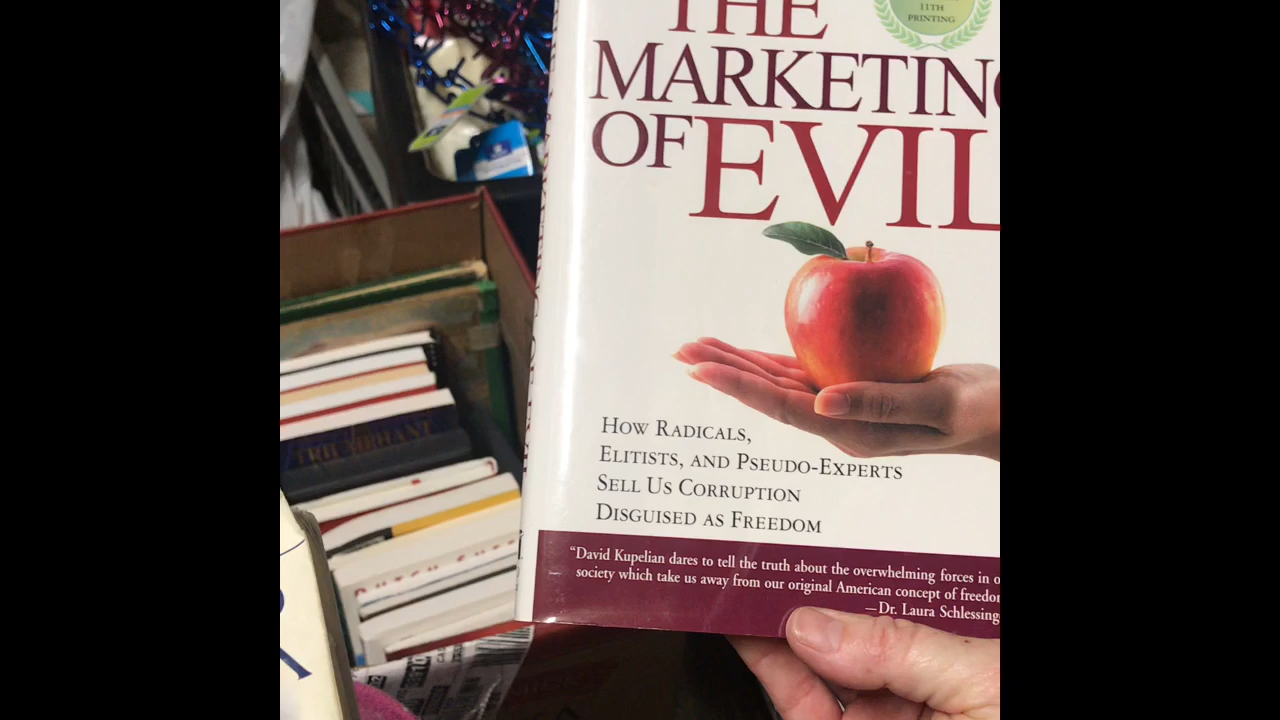 THE
11TH
PRINTING
MARKETING
OF EVIL
HOW RADICALS,
ELITISTS, AND PSEUDO-EXPERTS
SELL US CORRUPTION
DISGUISED AS FREEDOM
"David Kupelian dares to tell the truth about the overwhelming forces in o
society which take us away from our original American concept of freedom
—Dr. Laura Schlessing